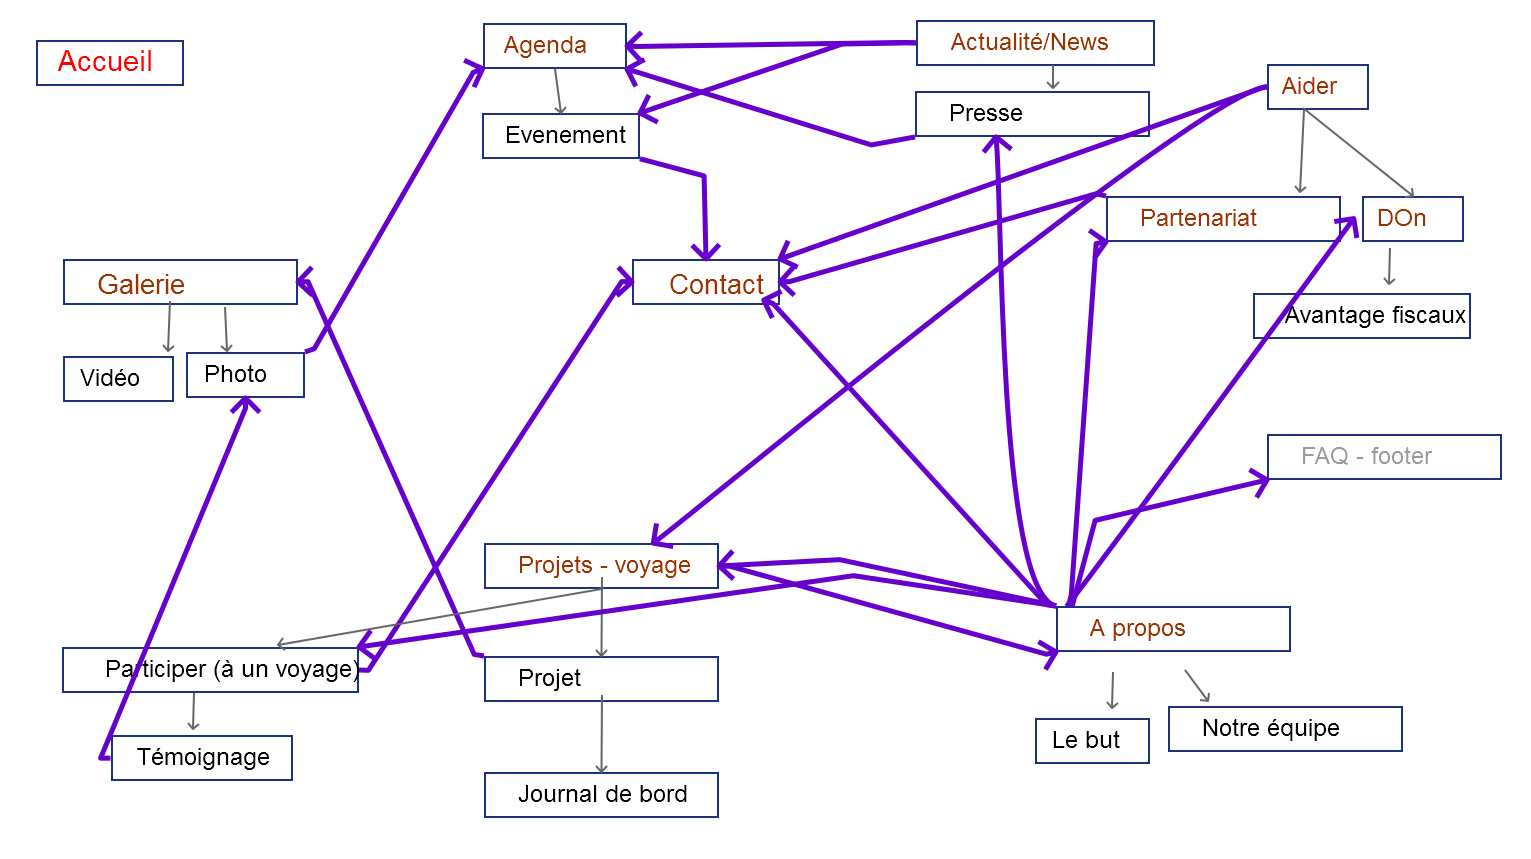 Accueil
Agenda
Actualité/News
Aider
Evenement
Presse
Partenariat
DOn
Galerie
Contact
Avantage fiscaux
Vidéo
Photo
FAQ - footer
Projets - voyage
A propos
Participer (à un voyage)
Projet
Le but
Notre équipe
Témoignage
Journal de bord